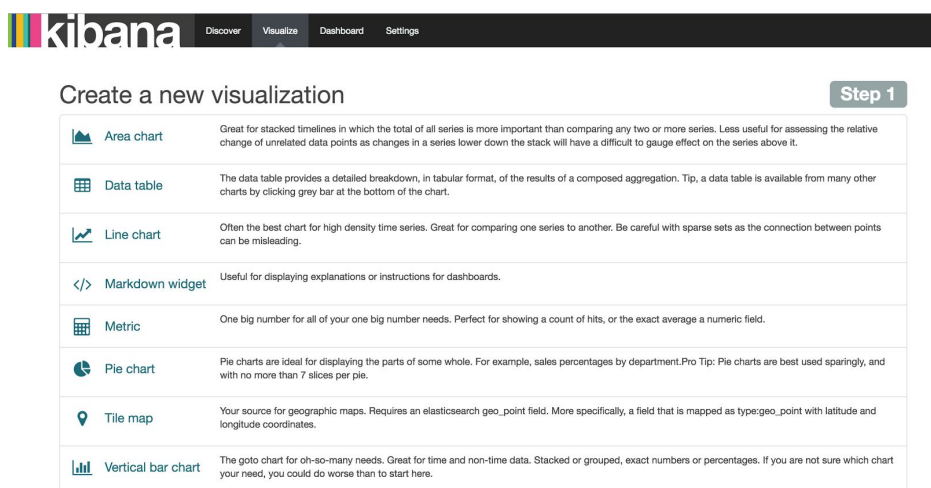 kibana Discover Visualize Dashboard Settings
Create a new visualization Step 1
Area chart
Great for stacked timelines in which the total of all series is more important than comparing any two or more series. Less useful for assessing the relative
change of unrelated data points as changes in a series lower down the stack will have a difficult to gauge effect on the series above it.
Data table
The data table provides a detailed breakdown, in tabular format, of the results of a composed aggregation. Tip, a data table is available from many other
charts by clicking grey bar at the bottom of the chart.
Line chart
Often the best chart for high density time series. Great for comparing one series to another. Be careful with sparse sets as the connection between points
can be misleading.
Markdown widget
Useful for displaying explanations or instructions for dashboards.
Metric
One big number for all of your one big number needs. Perfect for showing a count of hits, or the exact average a numeric field.
Pie chart
Pie charts are ideal for displaying the parts of some whole. For example, sales percentages by department.Pro Tip: Pie charts are best used sparingly, and
with no more than 7 slices per pie.
Tile map
Your source for geographic maps. Requires an elasticsearch geo_point field. More specifically, a field that is mapped as type:geo_point with latitude and
longitude coordinates.
Vertical bar chart
The goto chart for oh-so-many needs. Great for time and non-time data. Stacked or grouped, exact numbers or percentages. If you are not sure which chart
your need, you could do worse than to start here.